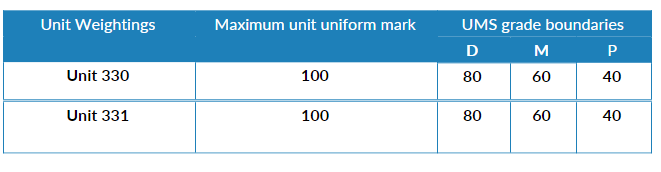 Unit Weightings Maximum unit uniform mark UMS grade boundaries
D M P
Unit 330 100 80 60 40
Unit 331 100 80 60 40